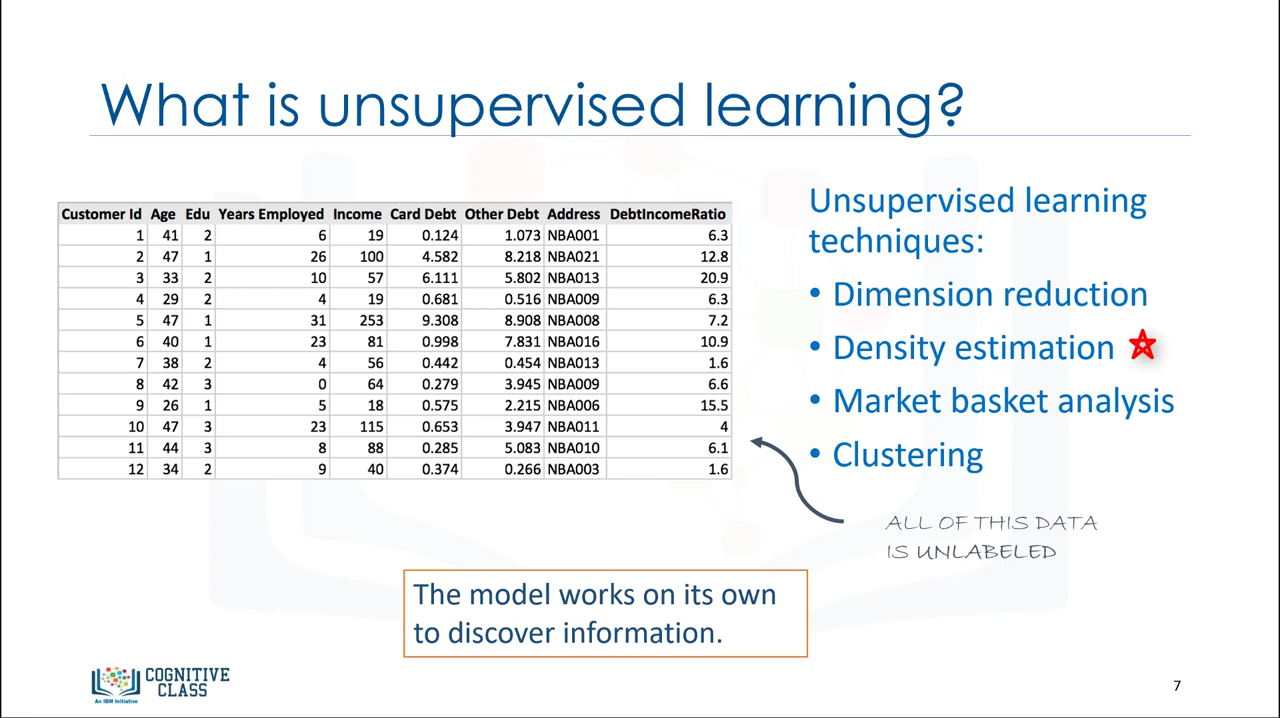 What is unsupervised learning?
Customer Id Age Edu Years Employed Income Card Debt Other Debt Address DebtIncomeRatio
1 41 2 6 19 0.124 1.073 NBA001 6.3
2 47 1 26 100 4.582 8.218 NBA021 12.8
3 33 2 10 57 6.111 5.802 NBA013 20.9
4 29 2 4 19 0.681 0.516 NBA009 6.3
5 47 1 31 253 9.308 8.908 NBA008 7.2
6 40 1 23 81 0.998 7.831 NBA016 10.9
7 38 2 4 56 0.442 0.454 NBA013 1.6
8 42 3 0 64 0.279 3.945 NBA009 6.6
9 26 1 5 18 0.575 2.215 NBA006 15.5
10 47 3 23 115 0.653 3.947 NBA011 4
11 44 3 8 88 0.285 5.083 NBA010 6.1
12 34 2 9 40 0.374 0.266 NBA003 1.6
Unsupervised learning
techniques:
• Dimension reduction
• Density estimation
• Market basket analysis
• Clustering
ALL OF THIS DATA
IS UNLABELED
The model works on its own
to discover information.
COGNITIVE
CLASS
An IBM Initiative
7